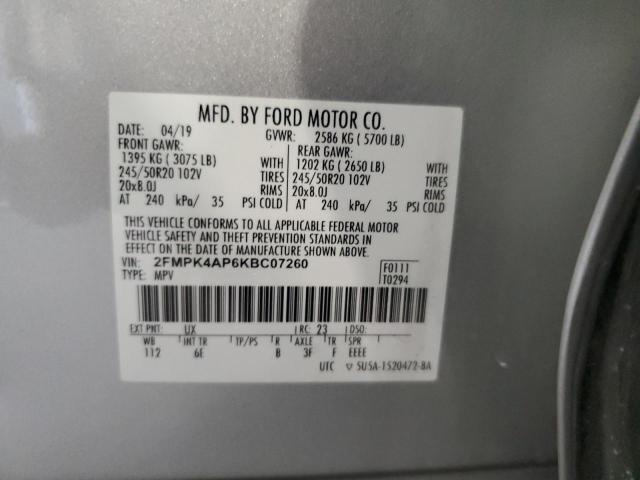 MFD. BY FORD MOTOR CO.
DATE: 04/19 GVWR: 2586 KG ( 5700 LB)
FRONT GAWR: REAR GAWR:
1395 KG ( 3075 LB) WITH 1202 KG ( 2650 LB) WITH
245/50R20 102V TIRES 245/50R20 102V TIRES
20x8.0J RIMS 20x8.0J RIMS
AT 240 kPa/ 35 PSI COLD AT 240 kPa/ 35 PSI COLD
THIS VEHICLE CONFORMS TO ALL APPLICABLE FEDERAL MOTOR
VEHICLE SAFETY AND THEFT PREVENTION STANDARDS IN
EFFECT ON THE DATE OF MANUFACTURE SHOWN ABOVE.
VIN: 2FMPK4AP6KBC07260 F0111
TYPE: MPV T0294
EXT PNT: UX RC: 23 DSO:
WB INT TR TP/PS R AXLE TR SPR
112 6E B 3F F EEEE
UTC ▽ 5U5A-1520472-BA